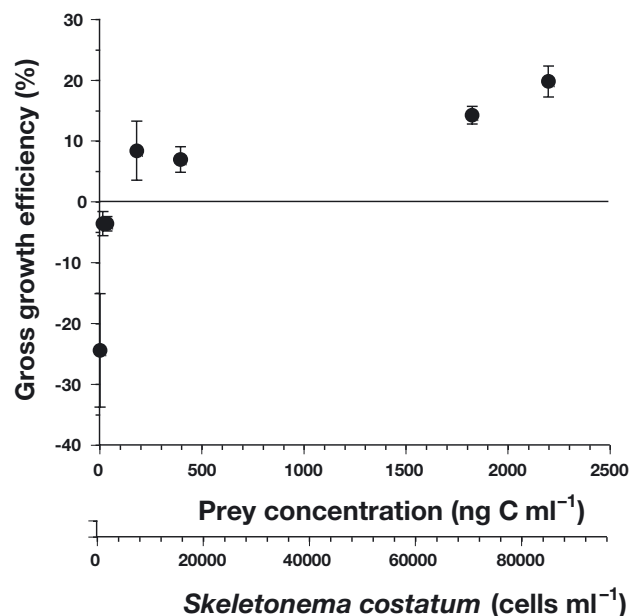 Gross growth efficiency (%)
30
20
10
0
-10
-20
-30
-40
0 500 1000 1500 2000 2500
Prey concentration (ng C ml⁻¹)
0 20000 40000 60000 80000
Skeletonema costatum (cells ml⁻¹)